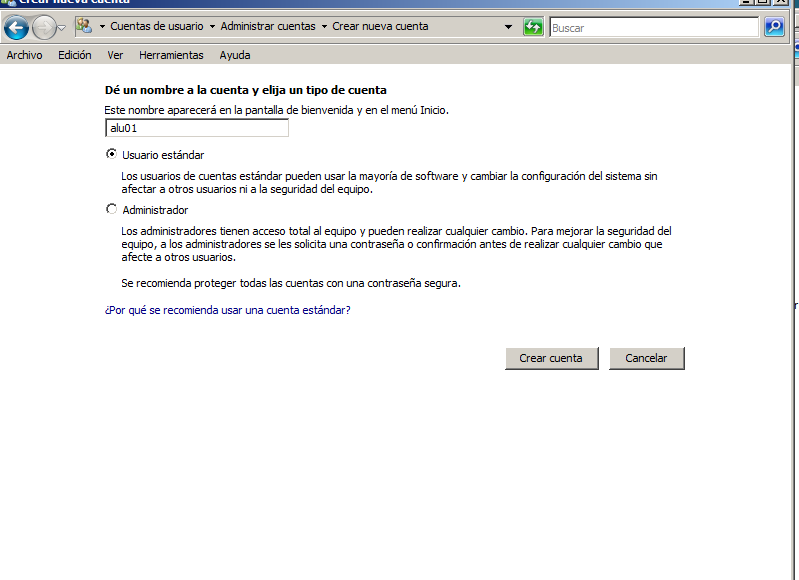 Crear nueva cuenta
Cuentas de usuario Administrar cuentas Crear nueva cuenta Buscar
Archivo Edición Ver Herramientas Ayuda
Dé un nombre a la cuenta y elija un tipo de cuenta
Este nombre aparecerá en la pantalla de bienvenida y en el menú Inicio.
alu01
Usuario estándar
Los usuarios de cuentas estándar pueden usar la mayoría de software y cambiar la configuración del sistema sin
afectar a otros usuarios ni a la seguridad del equipo.
Administrador
Los administradores tienen acceso total al equipo y pueden realizar cualquier cambio. Para mejorar la seguridad del
equipo, a los administradores se les solicita una contraseña o confirmación antes de realizar cualquier cambio que
afecte a otros usuarios.
Se recomienda proteger todas las cuentas con una contraseña segura.
¿Por qué se recomienda usar una cuenta estándar?
Crear cuenta Cancelar